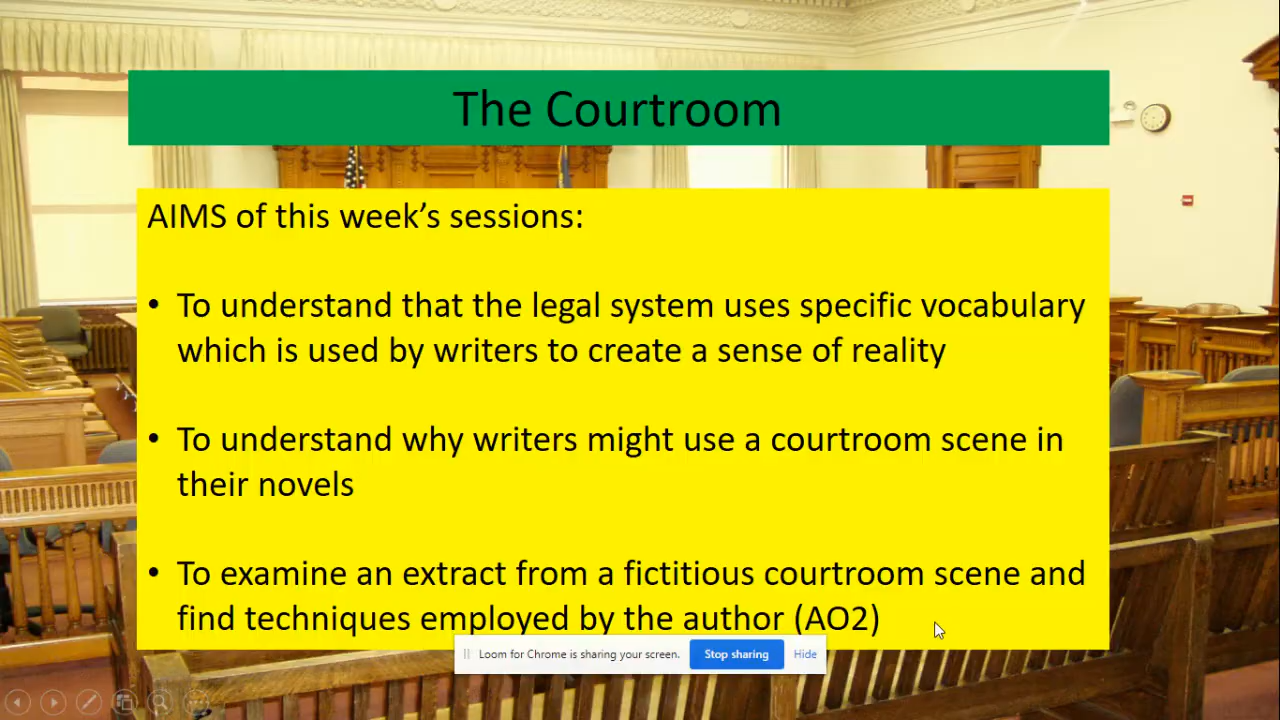 The Courtroom
AIMS of this week’s sessions:
• To understand that the legal system uses specific vocabulary
which is used by writers to create a sense of reality
• To understand why writers might use a courtroom scene in
their novels
• To examine an extract from a fictitious courtroom scene and
find techniques employed by the author (AO2)
Loom for Chrome is sharing your screen.
Stop sharing
Hide